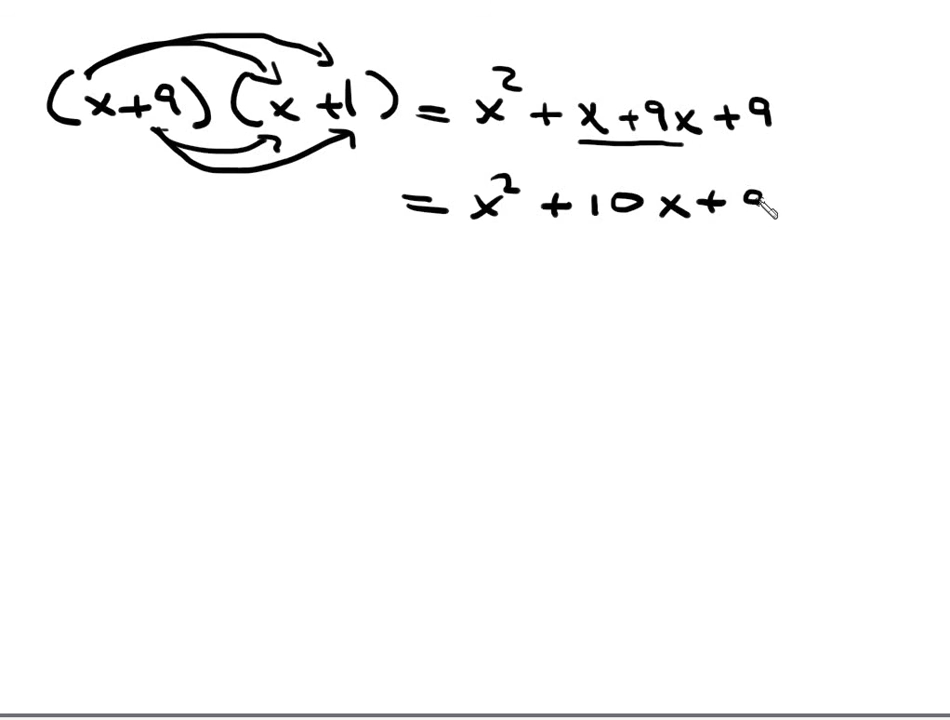 (x+9)(x+1) = x² + x+9x+9
= x² +10x+9